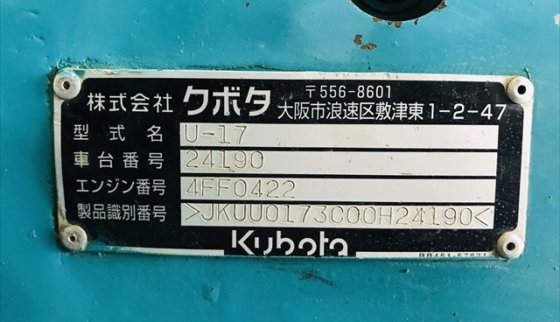 株式会社 クボタ 〒556-8601
大阪市浪速区敷津東1-2-47
型式名 U-17
車台番号 24190
エンジン番号 4FF0422
製品識別番号 >JKUU0173C00H24190<
Kubota